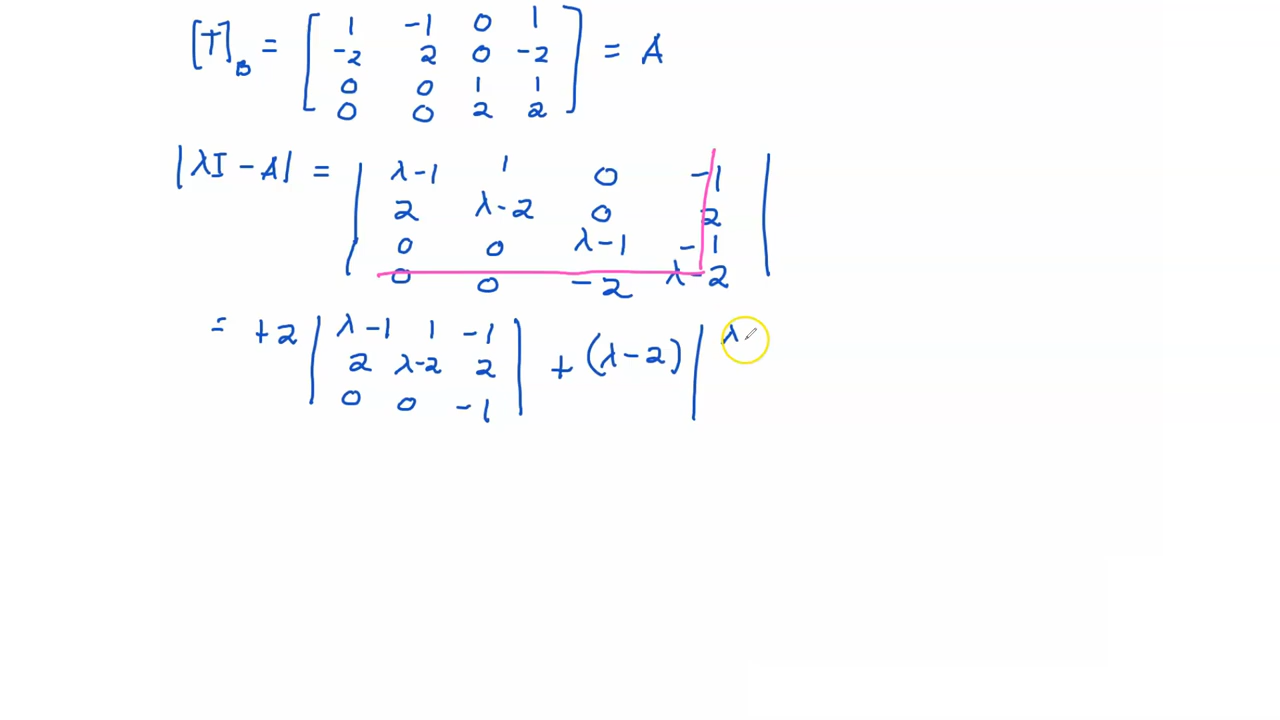 [T]_B = [ 1 -1 0 1 ] = A
-2 2 0 -2
0 0 1 1
0 0 2 2
|λI - A| = | λ-1 1 0 -1 |
2 λ-2 0 2
0 0 λ-1 -1
0 0 -2 λ-2
= +2 | λ-1 1 -1 | + (λ-2) | λ
2 λ-2 2
0 0 -1